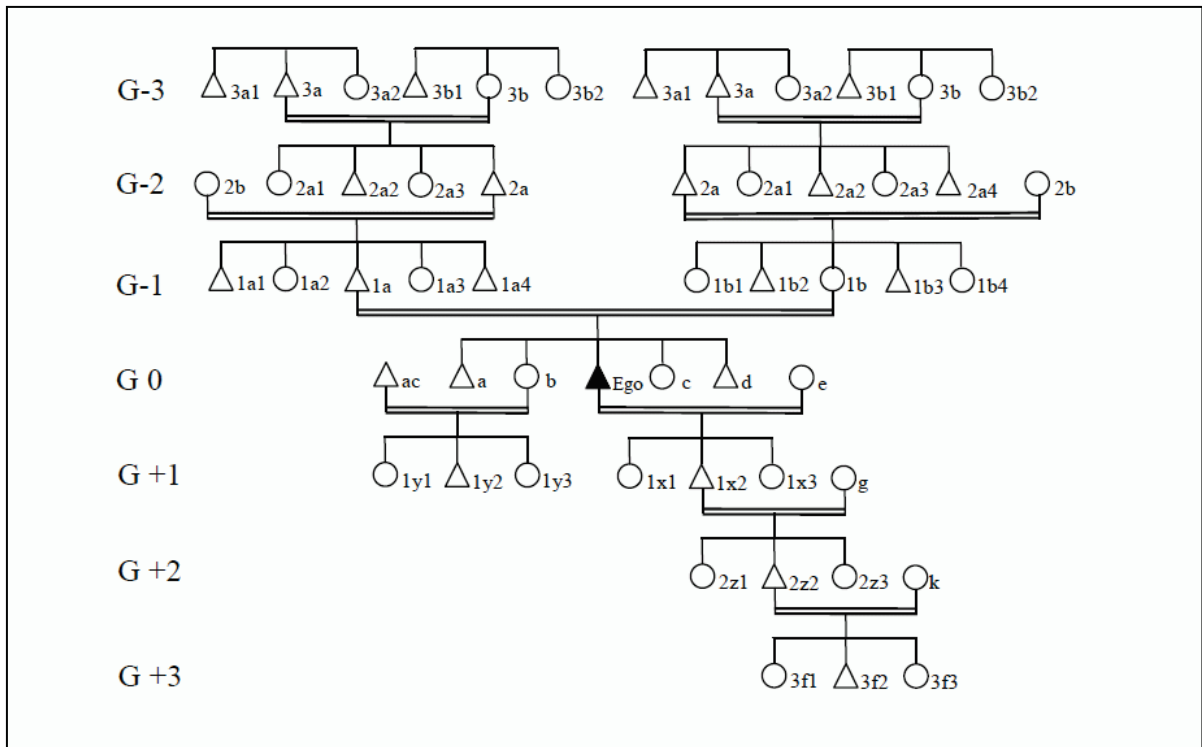 G-3 3a1 3a 3a2 3b1 3b 3b2 3a1 3a 3a2 3b1 3b 3b2
G-2 2b 2a1 2a2 2a3 2a 2a 2a1 2a2 2a3 2a4 2b
G-1 1a1 1a2 1a 1a3 1a4 1b1 1b2 1b 1b3 1b4
G 0 ac a b Ego c d e
G +1 1y1 1y2 1y3 1x1 1x2 1x3 g
G +2 2z1 2z2 2z3 k
G +3 3f1 3f2 3f3